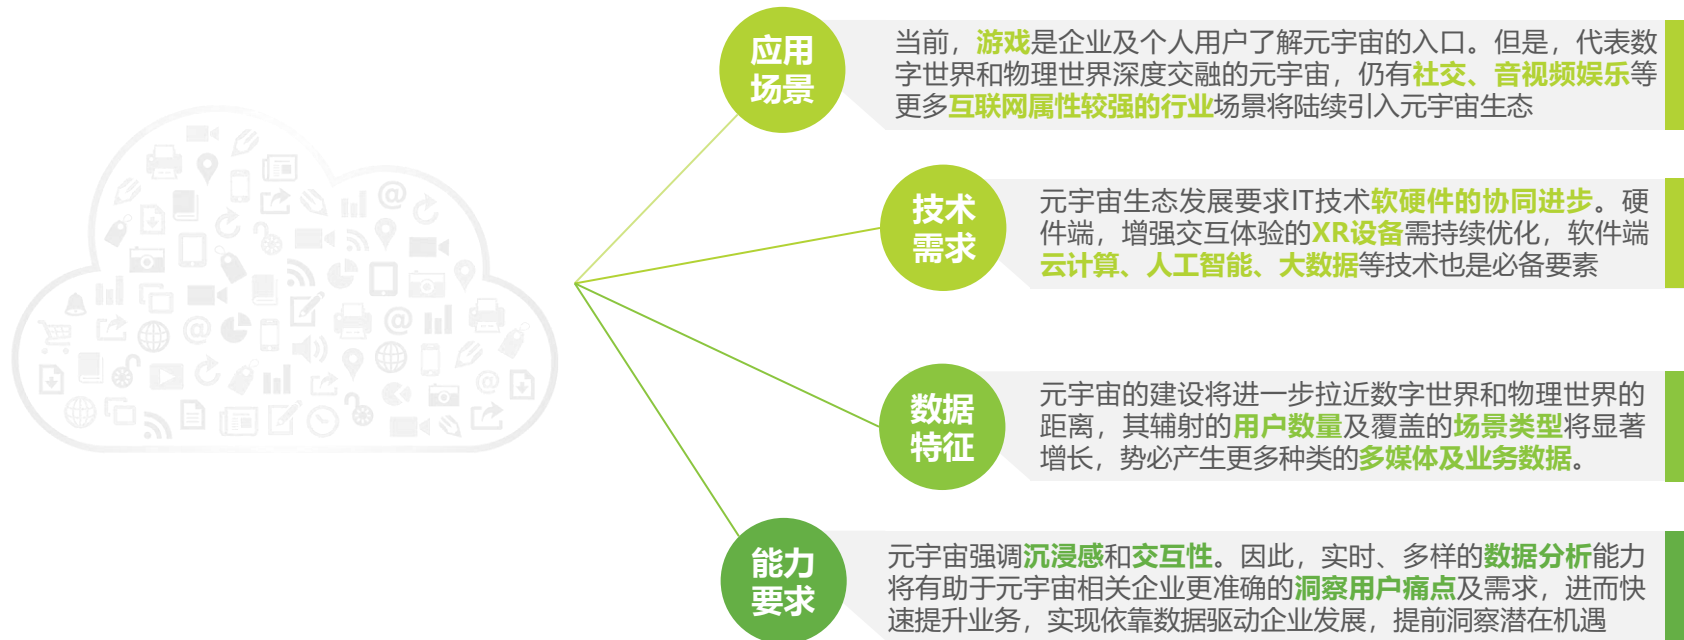 应用
场景
当前，游戏是企业及个人用户了解元宇宙的入口。但是，代表数
字世界和物理世界深度交融的元宇宙，仍有社交、音视频娱乐等
更多互联网属性较强的行业场景将陆续引入元宇宙生态
技术
需求
元宇宙生态发展要求IT技术软硬件的协同进步。硬
件端，增强交互体验的XR设备需持续优化，软件端
云计算、人工智能、大数据等技术也是必备要素
数据
特征
元宇宙的建设将进一步拉近数字世界和物理世界的
距离，其辐射的用户数量及覆盖的场景类型将显著
增长，势必产生更多种类的多媒体及业务数据。
能力
要求
元宇宙强调沉浸感和交互性。因此，实时、多样的数据分析能力
将有助于元宇宙相关企业更准确的洞察用户痛点及需求，进而快
速提升业务，实现依靠数据驱动企业发展，提前洞察潜在机遇